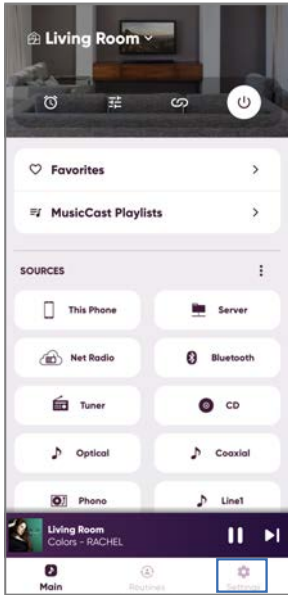 Living Room
Favorites
MusicCast Playlists
SOURCES
This Phone
Server
Net Radio
Bluetooth
Tuner
CD
Optical
Coaxial
Phono
Line1
Living Room
Colors - RACHEL
Main
Routines
Settings